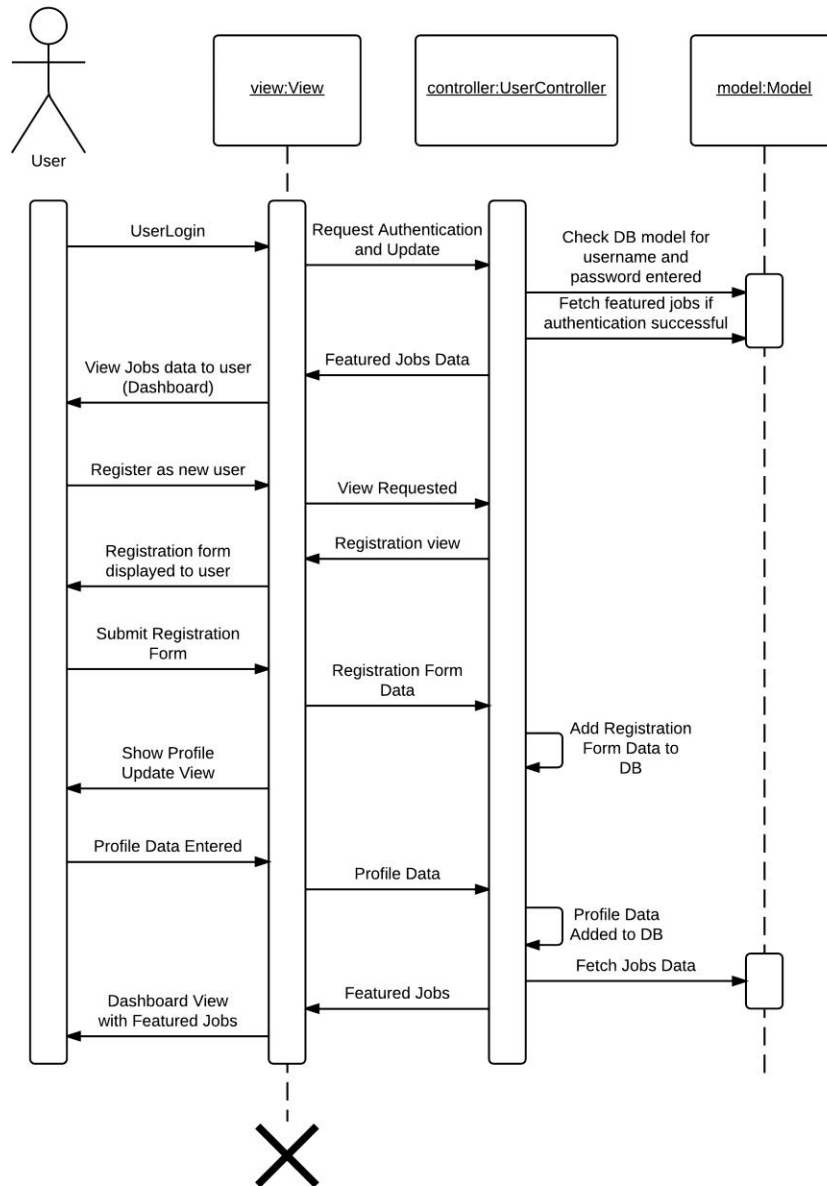 view:View
controller:UserController
model:Model
User
UserLogin
Request Authentication
and Update
Check DB model for
username and
password entered
Fetch featured jobs if
authentication successful
Featured Jobs Data
View Jobs data to user
(Dashboard)
Register as new user
View Requested
Registration view
Registration form
displayed to user
Submit Registration
Form
Registration Form
Data
Add Registration
Form Data to
DB
Show Profile
Update View
Profile Data Entered
Profile Data
Profile Data
Added to DB
Fetch Jobs Data
Featured Jobs
Dashboard View
with Featured Jobs